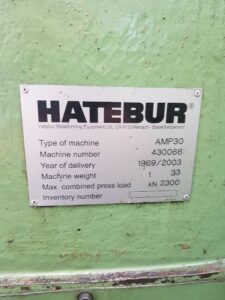 HATEBUR®
Hatebur Metalforming Equipment Ltd. CH-4153 Reinach - Basel/Switzerland
Type of machine AMP30
Machine number 430066
Year of delivery 1969/2003
Machine weight t 33
Max. combined press load kN 2300
Inventory number